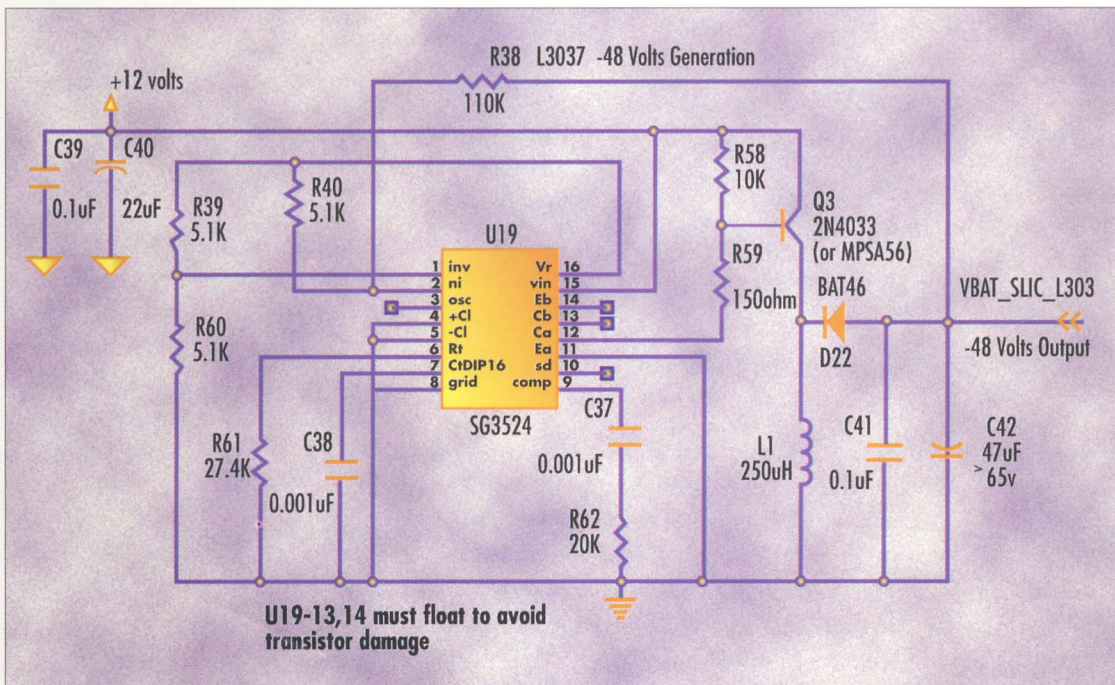 R38 L3037 -48 Volts Generation
110K
+12 volts
C39
0.1uF
C40
22uF
R39
5.1K
R40
5.1K
R58
10K
Q3
2N4033
(or MPSA56)
R59
150ohm
BAT46
D22
VBAT_SLIC_L303
-48 Volts Output
U19
1 inv Vr 16
2 ni vin 15
3 osc Eb 14
4 +Cl Cb 13
5 -Cl Ca 12
6 Rt Ea 11
7 CtDIP16 sd 10
8 grid comp 9
SG3524
R60
5.1K
R61
27.4K
C38
0.001uF
C37
0.001uF
R62
20K
L1
250uH
C41
0.1uF
C42
47uF
>
65v
U19-13,14 must float to avoid
transistor damage